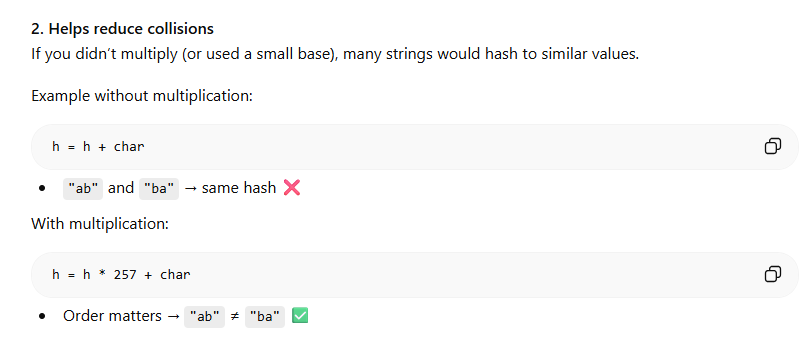 2. Helps reduce collisions
If you didn’t multiply (or used a small base), many strings would hash to similar values.
Example without multiplication:
h = h + char
• "ab" and "ba" → same hash ❌
With multiplication:
h = h * 257 + char
• Order matters → "ab" ≠ "ba" ✅